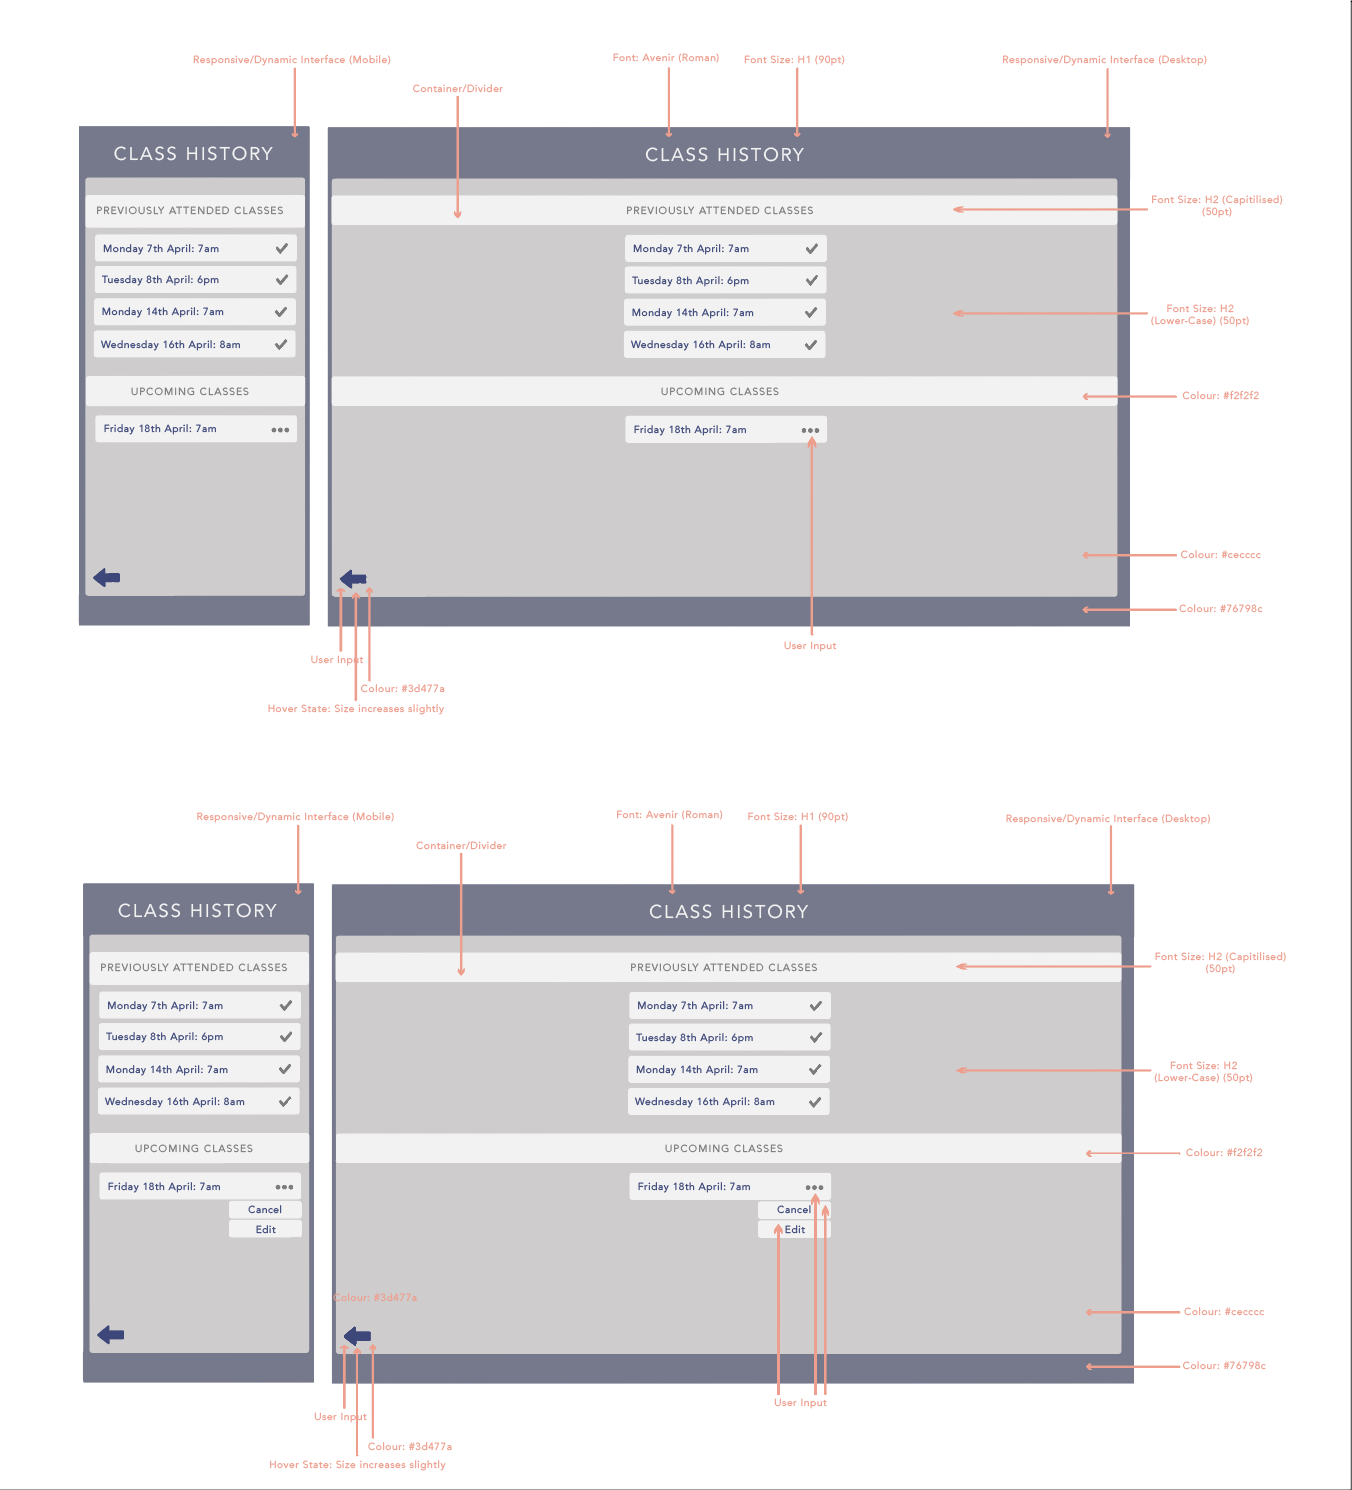 Responsive/Dynamic Interface (Mobile)
Font: Avenir (Roman)
Font Size: H1 (90pt)
Responsive/Dynamic Interface (Desktop)
Container/Divider
CLASS HISTORY
PREVIOUSLY ATTENDED CLASSES
Monday 7th April: 7am
Tuesday 8th April: 6pm
Monday 14th April: 7am
Wednesday 16th April: 8am
UPCOMING CLASSES
Friday 18th April: 7am
CLASS HISTORY
PREVIOUSLY ATTENDED CLASSES
Monday 7th April: 7am
Tuesday 8th April: 6pm
Monday 14th April: 7am
Wednesday 16th April: 8am
UPCOMING CLASSES
Friday 18th April: 7am
Font Size: H2 (Capitilised)
(50pt)
Font Size: H2
(Lower-Case) (50pt)
Colour: #f2f2f2
Colour: #cecccc
Colour: #76798c
User Input
User Input
Colour: #3d477a
Hover State: Size increases slightly
Responsive/Dynamic Interface (Mobile)
Font: Avenir (Roman)
Font Size: H1 (90pt)
Responsive/Dynamic Interface (Desktop)
Container/Divider
CLASS HISTORY
PREVIOUSLY ATTENDED CLASSES
Monday 7th April: 7am
Tuesday 8th April: 6pm
Monday 14th April: 7am
Wednesday 16th April: 8am
UPCOMING CLASSES
Friday 18th April: 7am
Cancel
Edit
CLASS HISTORY
PREVIOUSLY ATTENDED CLASSES
Monday 7th April: 7am
Tuesday 8th April: 6pm
Monday 14th April: 7am
Wednesday 16th April: 8am
UPCOMING CLASSES
Friday 18th April: 7am
Cancel
Edit
Colour: #3d477a
Font Size: H2 (Capitilised)
(50pt)
Font Size: H2
(Lower-Case) (50pt)
Colour: #f2f2f2
Colour: #cecccc
Colour: #76798c
User Input
User Input
Colour: #3d477a
Hover State: Size increases slightly